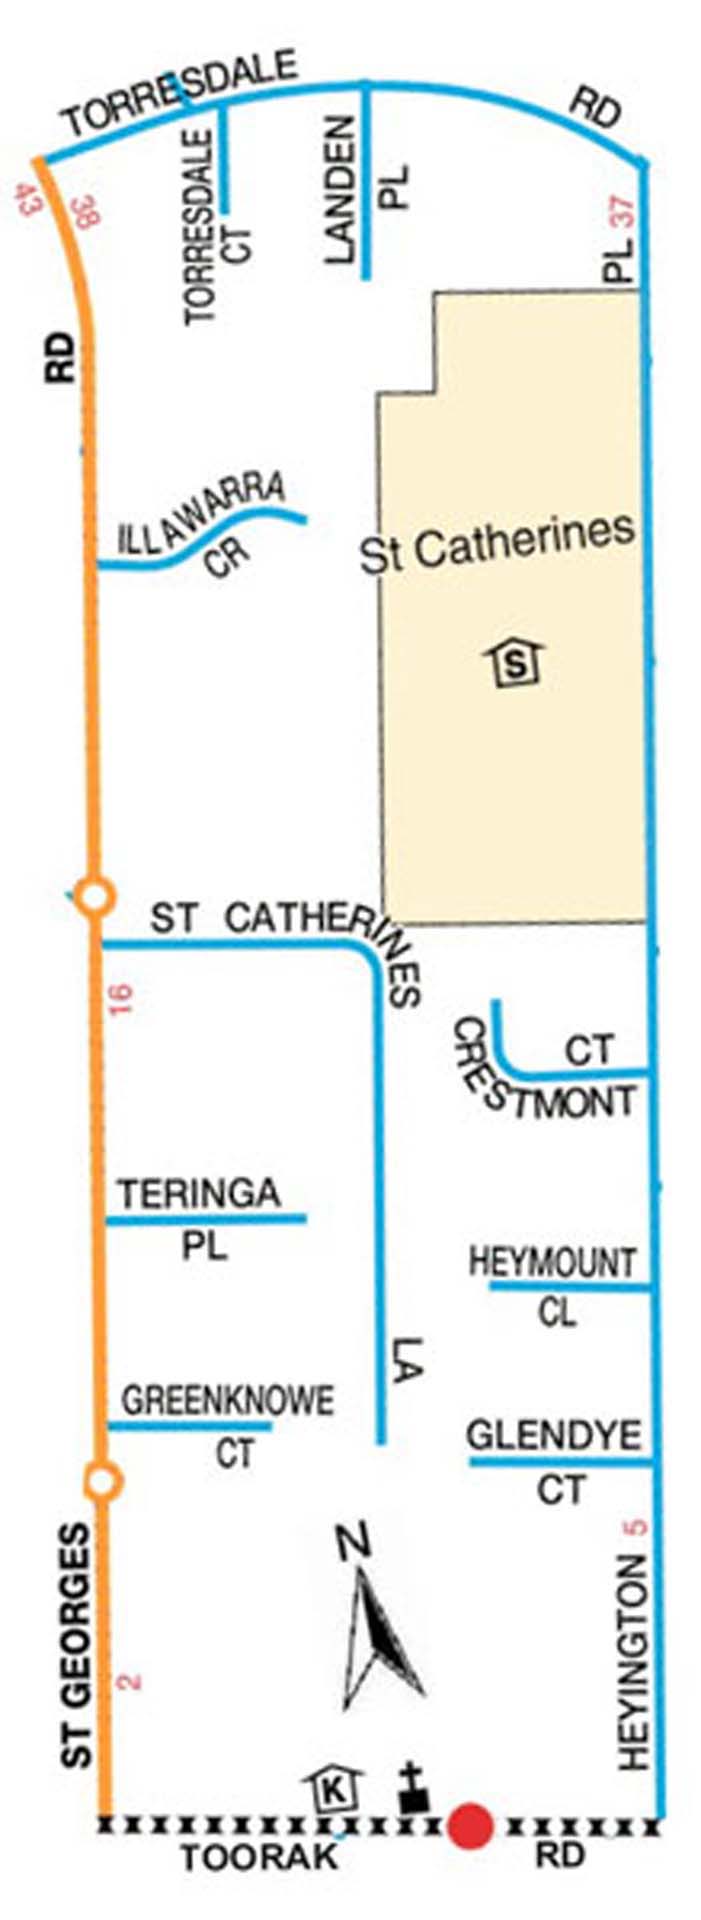 TORRESDALE RD
TORRESDALE
CT
LANDEN
PL
43
38
37
PL
RD
ILLAWARRA
CR
St Catherines
S
ST CATHERINES
16
CT
CRESTMONT
TERINGA
PL
HEYMOUNT
CL
LA
GREENKNOWE
CT
GLENDYE
CT
5
N
ST GEORGES
2
HEYINGTON
K
TOORAK RD